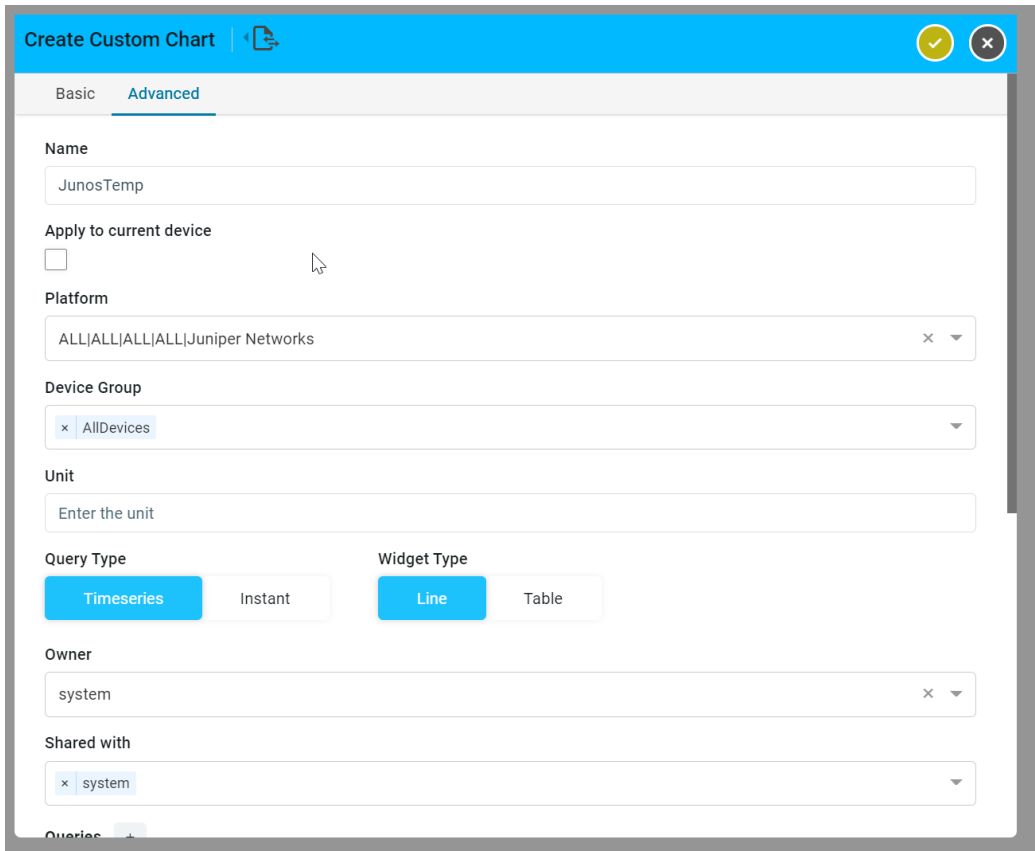 Create Custom Chart
Basic Advanced
Name
JunosTemp
Apply to current device
Platform
ALL|ALL|ALL|ALL|Juniper Networks
Device Group
× AllDevices
Unit
Enter the unit
Query Type Widget Type
Timeseries Instant Line Table
Owner
system
Shared with
× system
Queries +